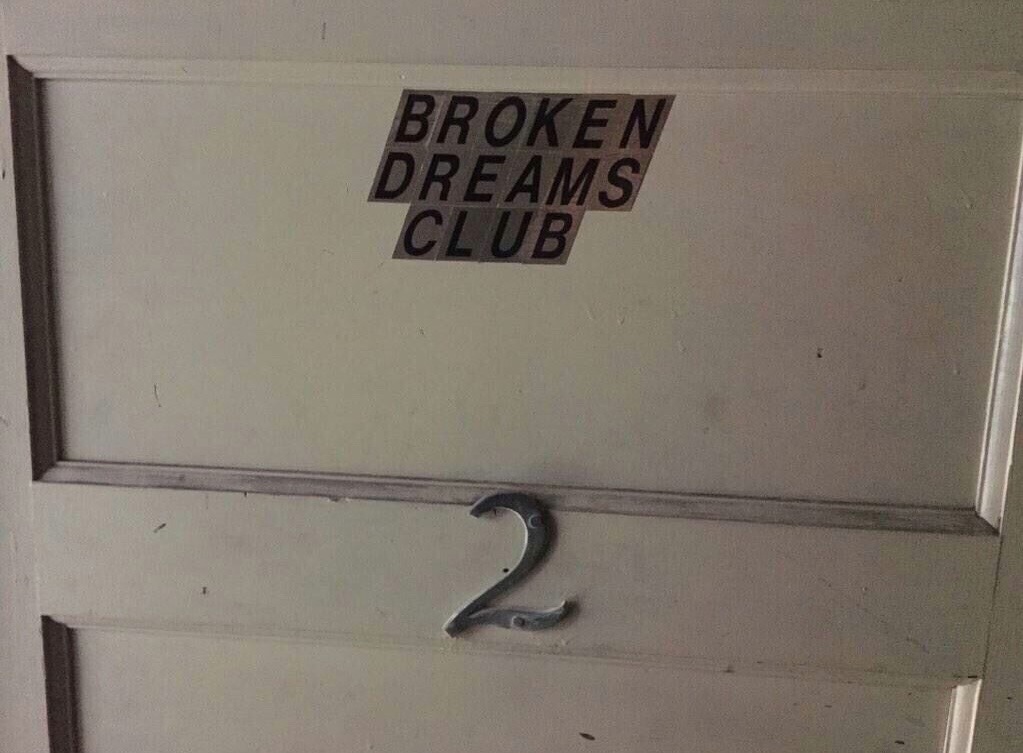 BROKEN
DREAMS
CLUB
2